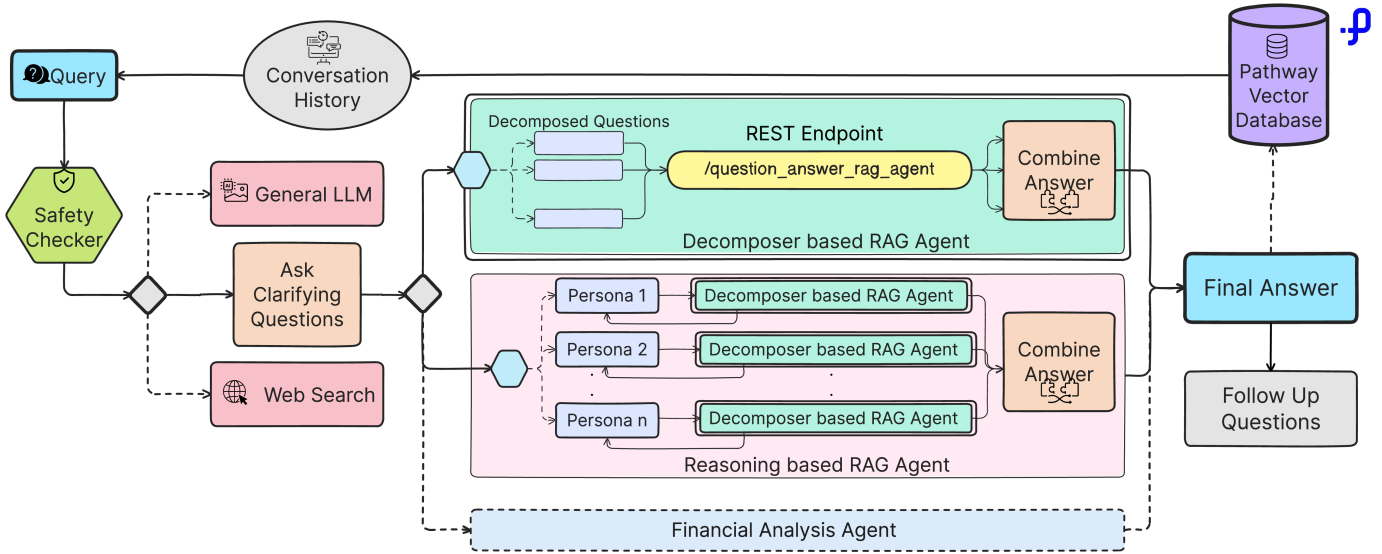 Query
Conversation
History
Pathway
Vector
Database
Safety
Checker
General LLM
Ask
Clarifying
Questions
Web Search
Decomposed Questions
REST Endpoint
/question_answer_rag_agent
Combine
Answer
Decomposer based RAG Agent
Persona 1
Decomposer based RAG Agent
Persona 2
Decomposer based RAG Agent
Persona n
Decomposer based RAG Agent
Combine
Answer
Reasoning based RAG Agent
Financial Analysis Agent
Final Answer
Follow Up
Questions